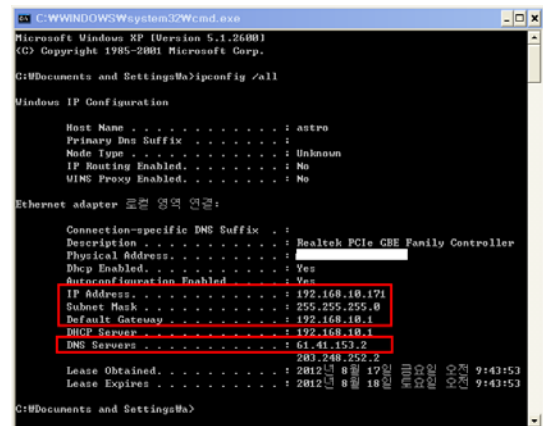 C:₩WINDOWS₩system32₩cmd.exe
Microsoft Windows XP [Version 5.1.2600]
(C) Copyright 1985-2001 Microsoft Corp.
C:₩Documents and Settings₩a>ipconfig /all
Windows IP Configuration
Host Name . . . . . . . . . . . . : astro
Primary Dns Suffix . . . . . . . :
Node Type . . . . . . . . . . . . : Unknown
IP Routing Enabled. . . . . . . . : No
WINS Proxy Enabled. . . . . . . . : No
Ethernet adapter 로컬 영역 연결:
Connection-specific DNS Suffix . :
Description . . . . . . . . . . . : Realtek PCIe GBE Family Controller
Physical Address. . . . . . . . . :
Dhcp Enabled. . . . . . . . . . . : Yes
Autoconfiguration Enabled . . . . : Yes
IP Address. . . . . . . . . . . . : 192.168.10.171
Subnet Mask . . . . . . . . . . . : 255.255.255.0
Default Gateway . . . . . . . . . : 192.168.10.1
DHCP Server . . . . . . . . . . . : 192.168.10.1
DNS Servers . . . . . . . . . . . : 61.41.153.2
203.248.252.2
Lease Obtained. . . . . . . . . . : 2012년 8월 17일 금요일 오전 9:43:53
Lease Expires . . . . . . . . . . : 2012년 8월 18일 토요일 오전 9:43:53
C:₩Documents and Settings₩a>